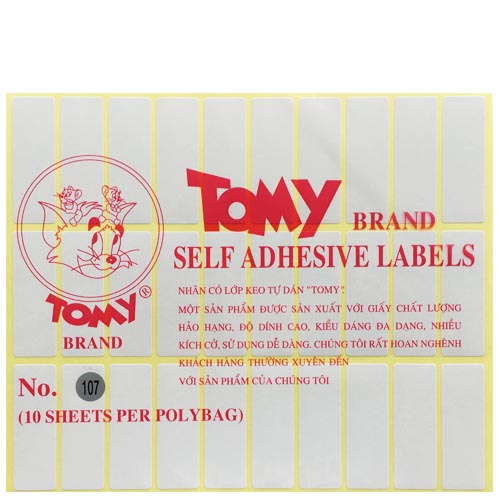 TOMY BRAND
SELF ADHESIVE LABELS
NHÃN CÓ LỚP KEO TỰ DÁN "TOMY".
MỘT SẢN PHẨM ĐƯỢC SẢN XUẤT VỚI GIẤY CHẤT LƯỢNG
HẢO HẠNG, ĐỘ DÍNH CAO, KIỂU DÁNG ĐA DẠNG, NHIỀU
KÍCH CỠ, SỬ DỤNG DỄ DÀNG. CHÚNG TÔI RẤT HOAN NGHÊNH
KHÁCH HÀNG THƯỜNG XUYÊN ĐẾN
VỚI SẢN PHẨM CỦA CHÚNG TÔI
TOMY®
BRAND
No. 107
(10 SHEETS PER POLYBAG)